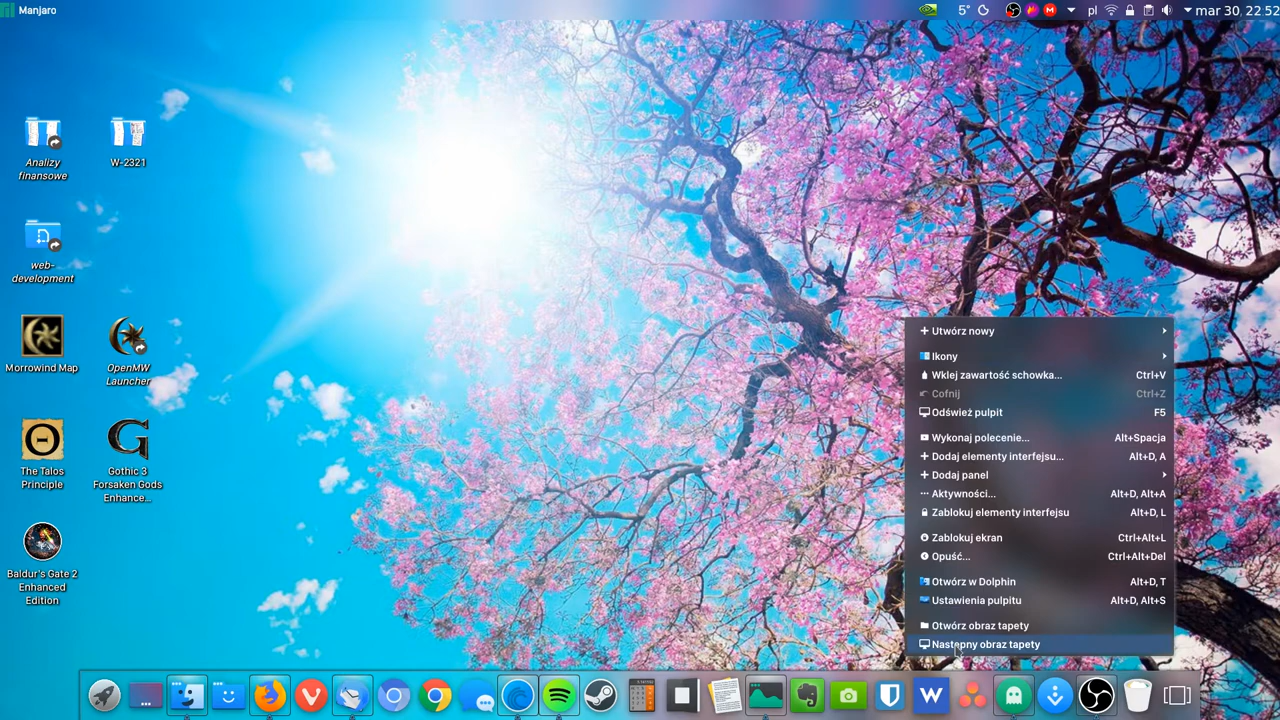 Manjaro
5°
pl
mar 30, 22:52
Analizy
finansowe
W-2321
web-
development
Morrowind Map
OpenMW
Launcher
The Talos
Principle
Gothic 3
Forsaken Gods
Enhance...
Baldur's Gate 2
Enhanced
Edition
Utwórz nowy
Ikony
Wklej zawartość schowka... Ctrl+V
Cofnij Ctrl+Z
Odśwież pulpit F5
Wykonaj polecenie... Alt+Spacja
Dodaj elementy interfejsu... Alt+D, A
Dodaj panel
Aktywności... Alt+D, Alt+A
Zablokuj elementy interfejsu Alt+D, L
Zablokuj ekran Ctrl+Alt+L
Opuść... Ctrl+Alt+Del
Otwórz w Dolphin Alt+D, T
Ustawienia pulpitu Alt+D, Alt+S
Otwórz obraz tapety
Następny obraz tapety